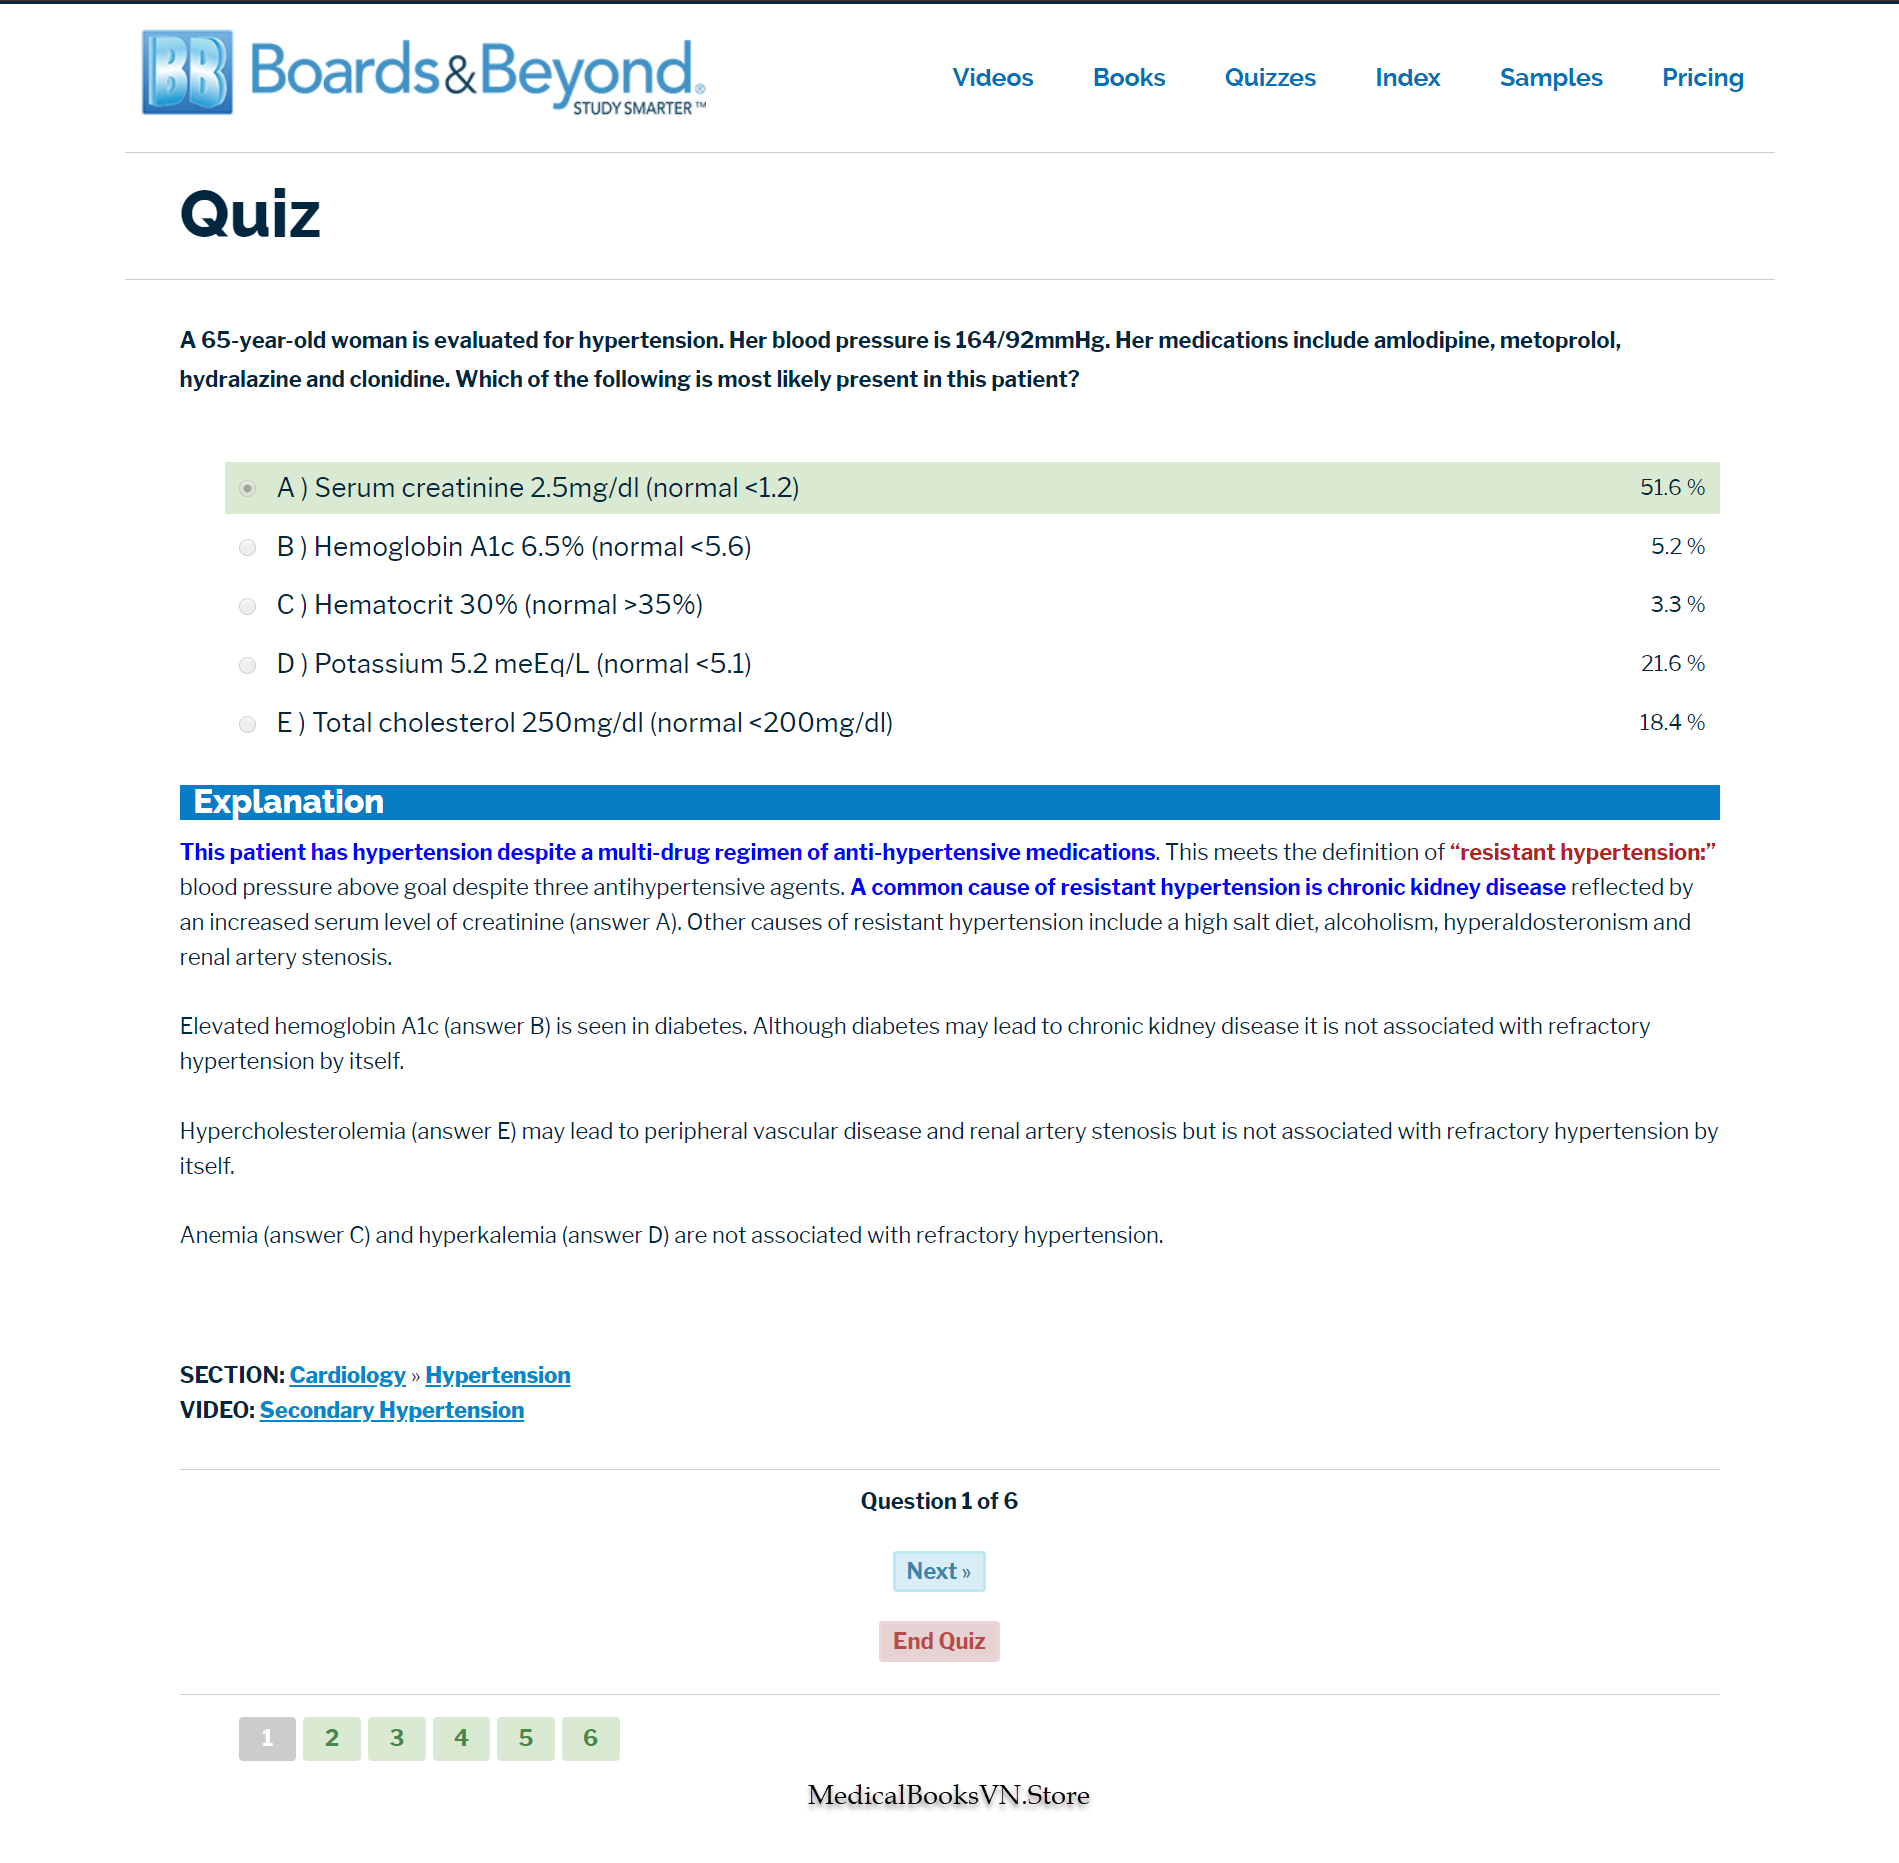 BB Boards&Beyond®
STUDY SMARTER™
Videos Books Quizzes Index Samples Pricing
Quiz
A 65-year-old woman is evaluated for hypertension. Her blood pressure is 164/92mmHg. Her medications include amlodipine, metoprolol,
hydralazine and clonidine. Which of the following is most likely present in this patient?
A ) Serum creatinine 2.5mg/dl (normal <1.2) 51.6 %
B ) Hemoglobin A1c 6.5% (normal <5.6) 5.2 %
C ) Hematocrit 30% (normal >35%) 3.3 %
D ) Potassium 5.2 meEq/L (normal <5.1) 21.6 %
E ) Total cholesterol 250mg/dl (normal <200mg/dl) 18.4 %
Explanation
This patient has hypertension despite a multi-drug regimen of anti-hypertensive medications. This meets the definition of “resistant hypertension:”
blood pressure above goal despite three antihypertensive agents. A common cause of resistant hypertension is chronic kidney disease reflected by
an increased serum level of creatinine (answer A). Other causes of resistant hypertension include a high salt diet, alcoholism, hyperaldosteronism and
renal artery stenosis.
Elevated hemoglobin A1c (answer B) is seen in diabetes. Although diabetes may lead to chronic kidney disease it is not associated with refractory
hypertension by itself.
Hypercholesterolemia (answer E) may lead to peripheral vascular disease and renal artery stenosis but is not associated with refractory hypertension by
itself.
Anemia (answer C) and hyperkalemia (answer D) are not associated with refractory hypertension.
SECTION: Cardiology » Hypertension
VIDEO: Secondary Hypertension
Question 1 of 6
Next »
End Quiz
1 2 3 4 5 6
MedicalBooksVN.Store